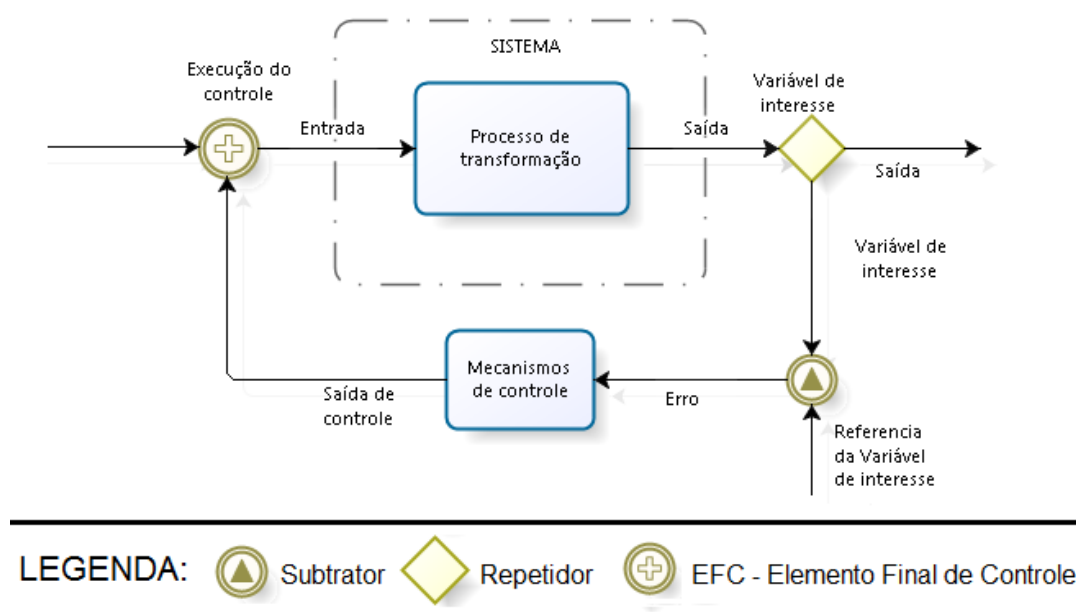 SISTEMA
Execução do
controle
Entrada
Processo de
transformação
Saída
Variável de
interesse
Saída
Variável de
interesse
Mecanismos
de controle
Saída de
controle
Erro
Referencia
da Variável
de interesse
LEGENDA: Subtrator Repetidor EFC - Elemento Final de Controle